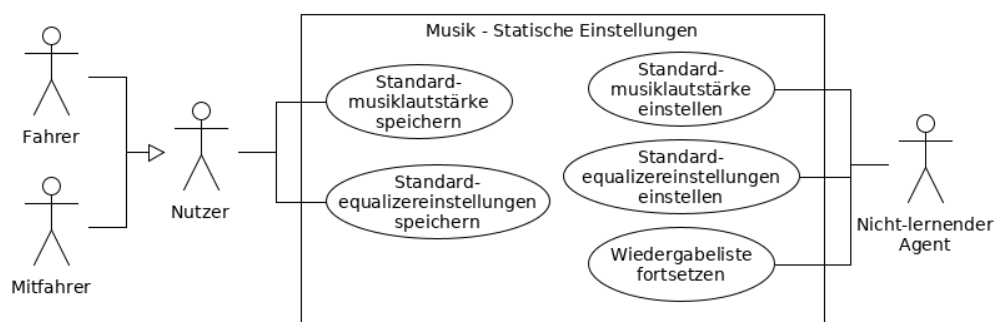 Musik - Statische Einstellungen
Fahrer
Mitfahrer
Nutzer
Standard-
musiklautstärke
speichern
Standard-
equalizereinstellungen
speichern
Standard-
musiklautstärke
einstellen
Standard-
equalizereinstellungen
einstellen
Wiedergabeliste
fortsetzen
Nicht-lernender
Agent